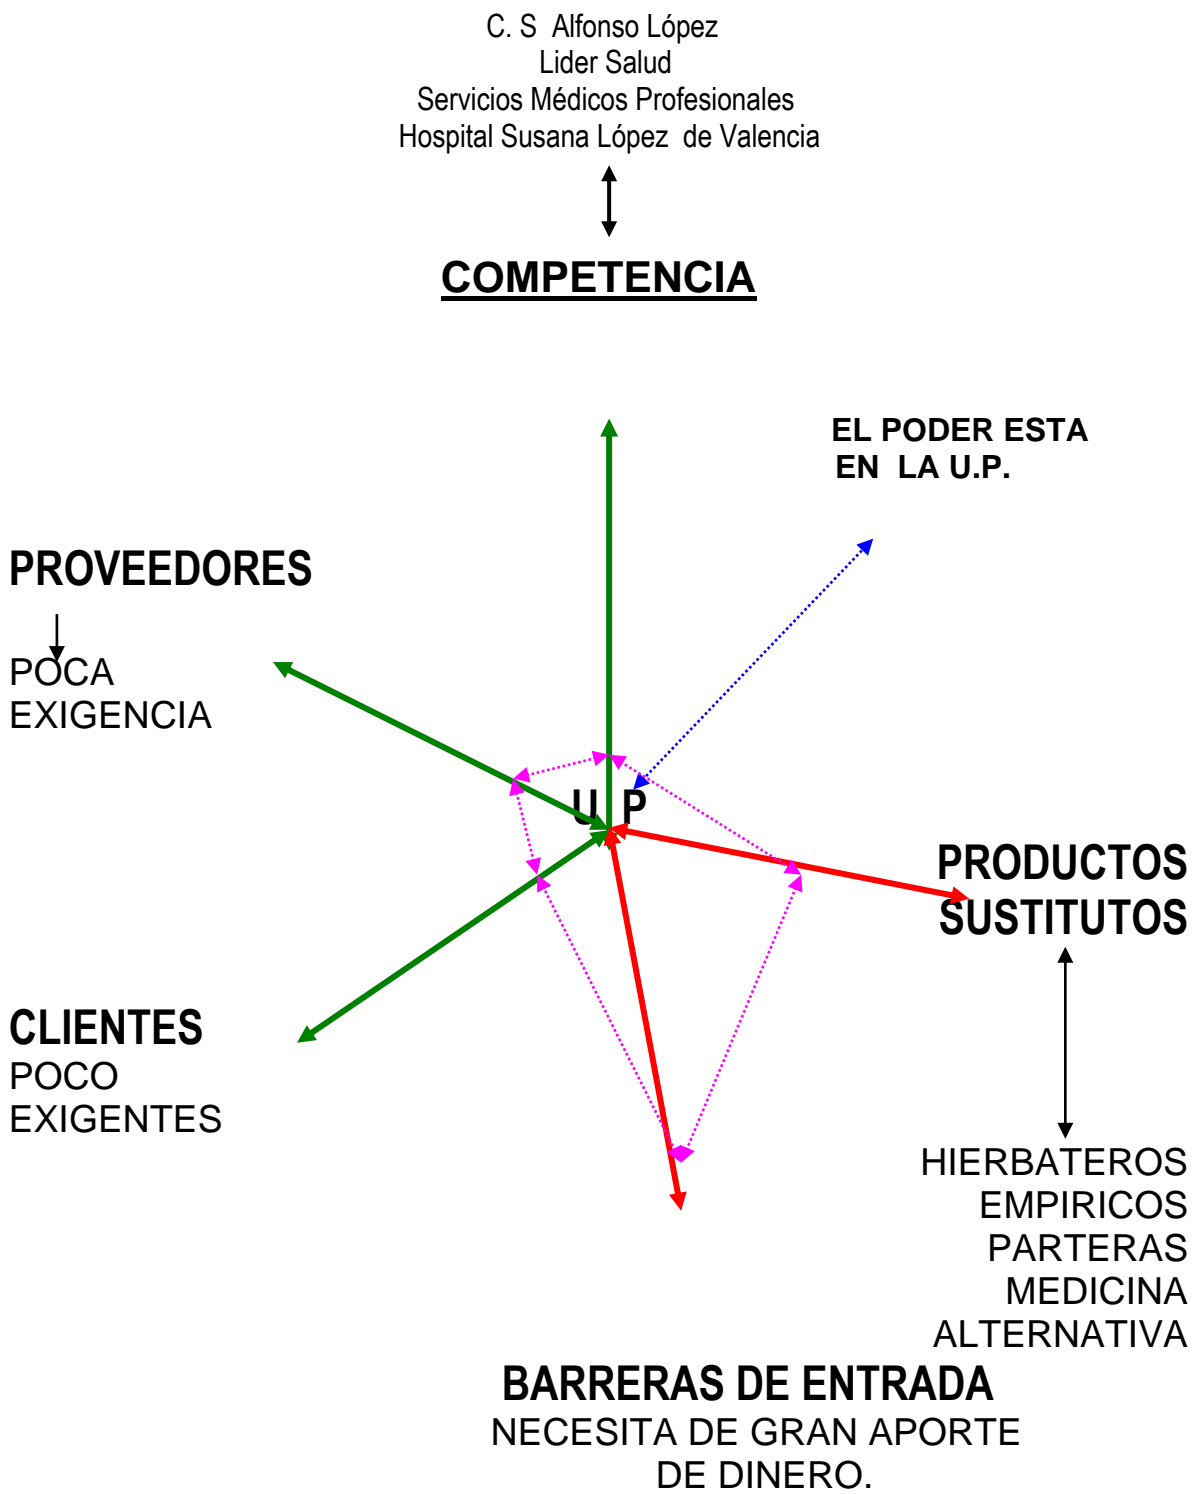 C. S Alfonso López
Lider Salud
Servicios Médicos Profesionales
Hospital Susana López de Valencia
COMPETENCIA
EL PODER ESTA
EN LA U.P.
PROVEEDORES
POCA
EXIGENCIA
U P
PRODUCTOS
SUSTITUTOS
CLIENTES
POCO
EXIGENTES
HIERBATEROS
EMPIRICOS
PARTERAS
MEDICINA
ALTERNATIVA
BARRERAS DE ENTRADA
NECESITA DE GRAN APORTE
DE DINERO.